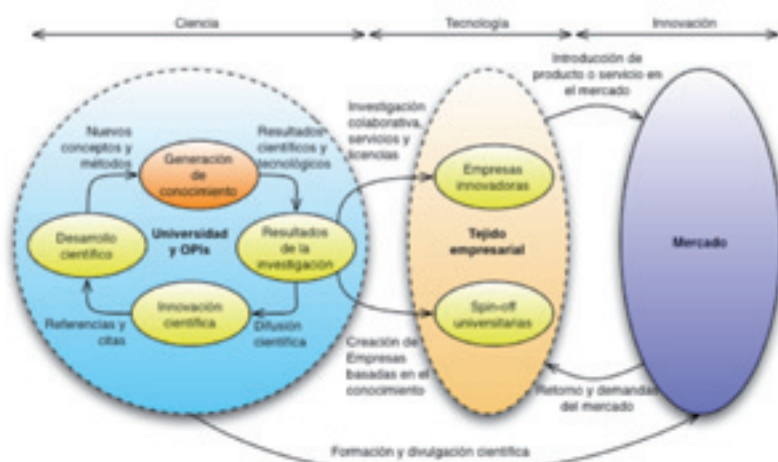 Ciencia
Tecnología
Innovación
Introducción de
producto o servicio en
el mercado
Nuevos
conceptos y
métodos
Resultados
científicos y
tecnológicos
Investigación
colaborativa,
servicios y
licencias
Generación
de
conocimiento
Empresas
innovadoras
Desarrollo
científico
Universidad
y OPIs
Resultados
de la
investigación
Tejido
empresarial
Mercado
Innovación
científica
Spin-off
universitarias
Referencias y
citas
Difusión
científica
Creación de
Empresas
basadas en el
conocimiento
Retorno y demandas
del mercado
Formación y divulgación científica